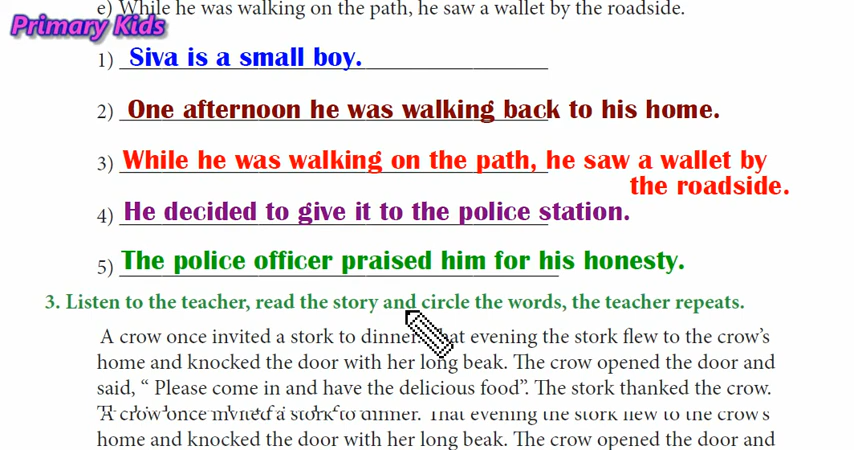 e) While he was walking on the path, he saw a wallet by the roadside.
Primary Kids
1) Siva is a small boy.
2) One afternoon he was walking back to his home.
3) While he was walking on the path, he saw a wallet by
the roadside.
4) He decided to give it to the police station.
5) The police officer praised him for his honesty.
3. Listen to the teacher, read the story and circle the words, the teacher repeats.
A crow once invited a stork to dinner. That evening the stork flew to the crow's
home and knocked the door with her long beak. The crow opened the door and
said, “ Please come in and have the delicious food”. The stork thanked the crow.
A crow once invited a stork to dinner. That evening the stork flew to the crow's
home and knocked the door with her long beak. The crow opened the door and